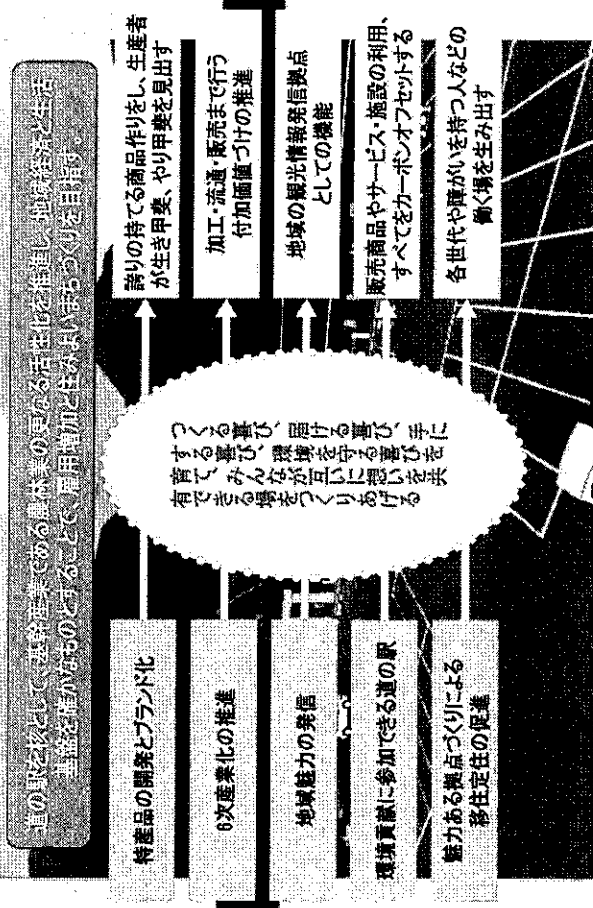 道の駅を核として、基幹産業である農林業の更なる活性化を推進し、地域経済と生活
基盤を確かなものとすることで、雇用増加と住みよいまちづくりを目指す。
特産品の開発とブランド化
6次産業化の推進
地域魅力の発信
環境貢献に参加できる道の駅
魅力ある拠点づくりによる
移住定住の促進
つくる喜び、届ける喜び、手に
する喜び、環境を守る喜びを
育て、みんなが互いに想いを共
有できる場をつくりあげる
誇りの持てる商品作りをし、生産者
が生き甲斐、やり甲斐を見出す
加工・流通・販売まで行う
付加価値づけの推進
地域の観光情報発信拠点
としての機能
販売商品やサービス・施設の利用、
すべてをカーボンオフセットする
各世代や障がいを持つ人などの
働く場を生み出す